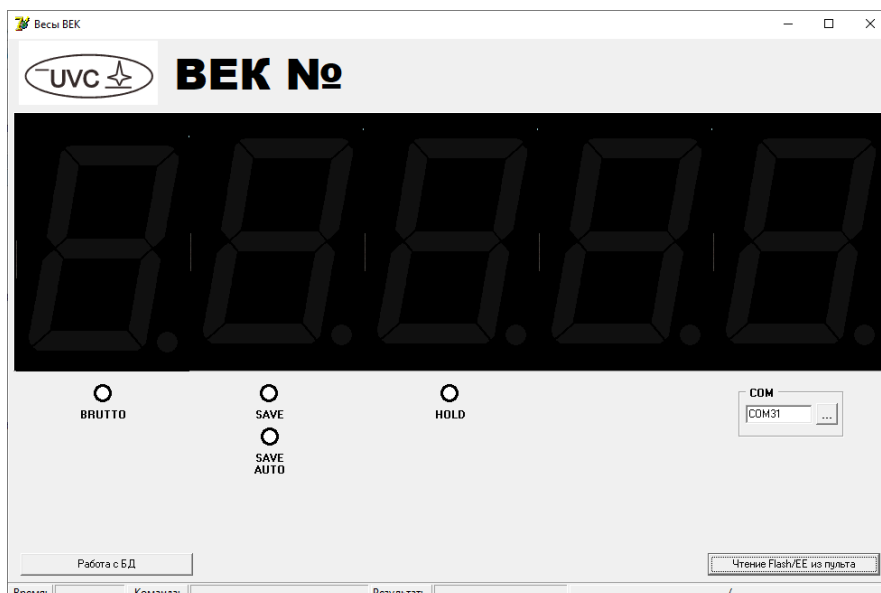 Весы ВЕК
UVC
ВЕК №
BRUTTO
SAVE
HOLD
SAVE
AUTO
COM
COM31
...
Работа с БД
Чтение Flash/EE из пульта
Время:
Команда:
Результат:
/